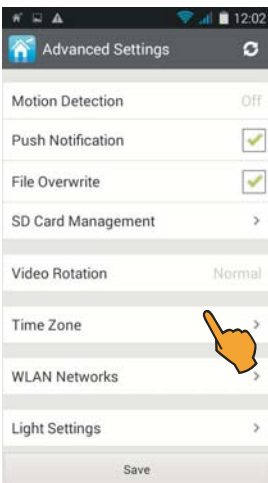 12:02
Advanced Settings
Motion Detection Off
Push Notification
File Overwrite
SD Card Management
Video Rotation Normal
Time Zone
WLAN Networks
Light Settings
Save